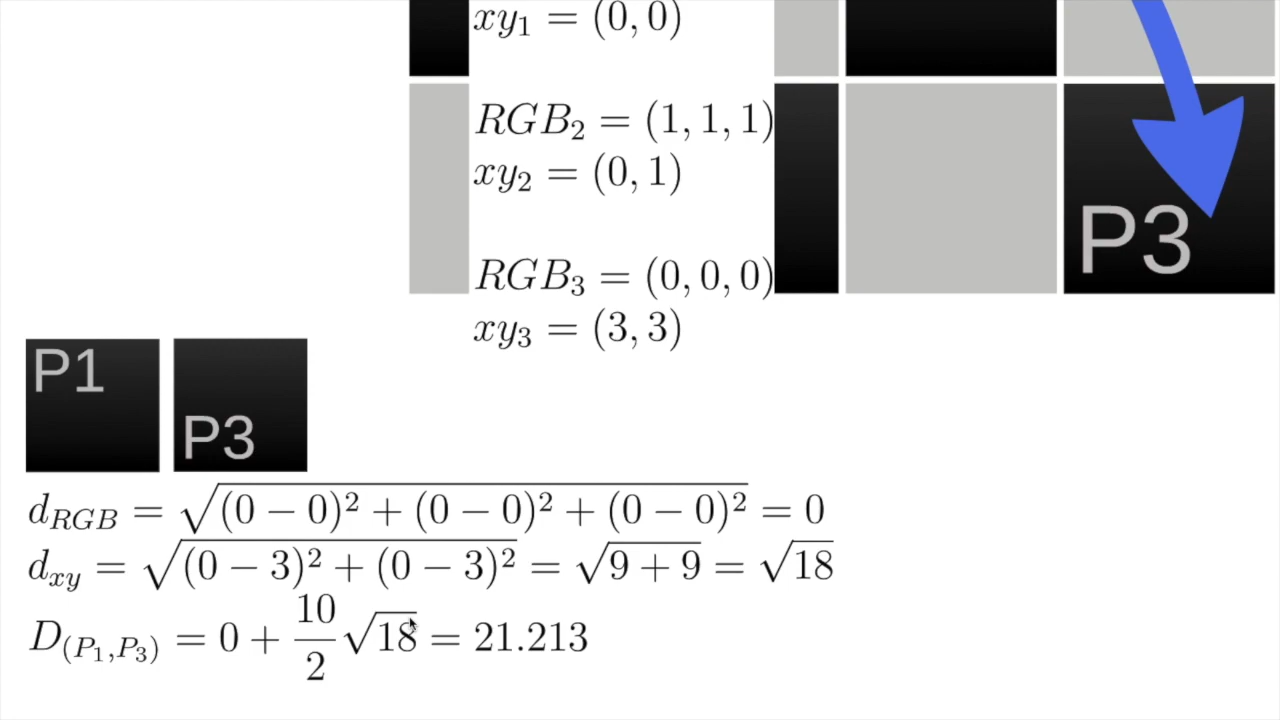 xy₁ = (0, 0)
RGB₂ = (1, 1, 1)
xy₂ = (0, 1)
P3
RGB₃ = (0, 0, 0)
xy₃ = (3, 3)
P1
P3
d_RGB = √((0 − 0)² + (0 − 0)² + (0 − 0)²) = 0
d_xy = √((0 − 3)² + (0 − 3)²) = √(9 + 9) = √18
D_(P₁,P₃) = 0 + 10/2 √18 = 21.213